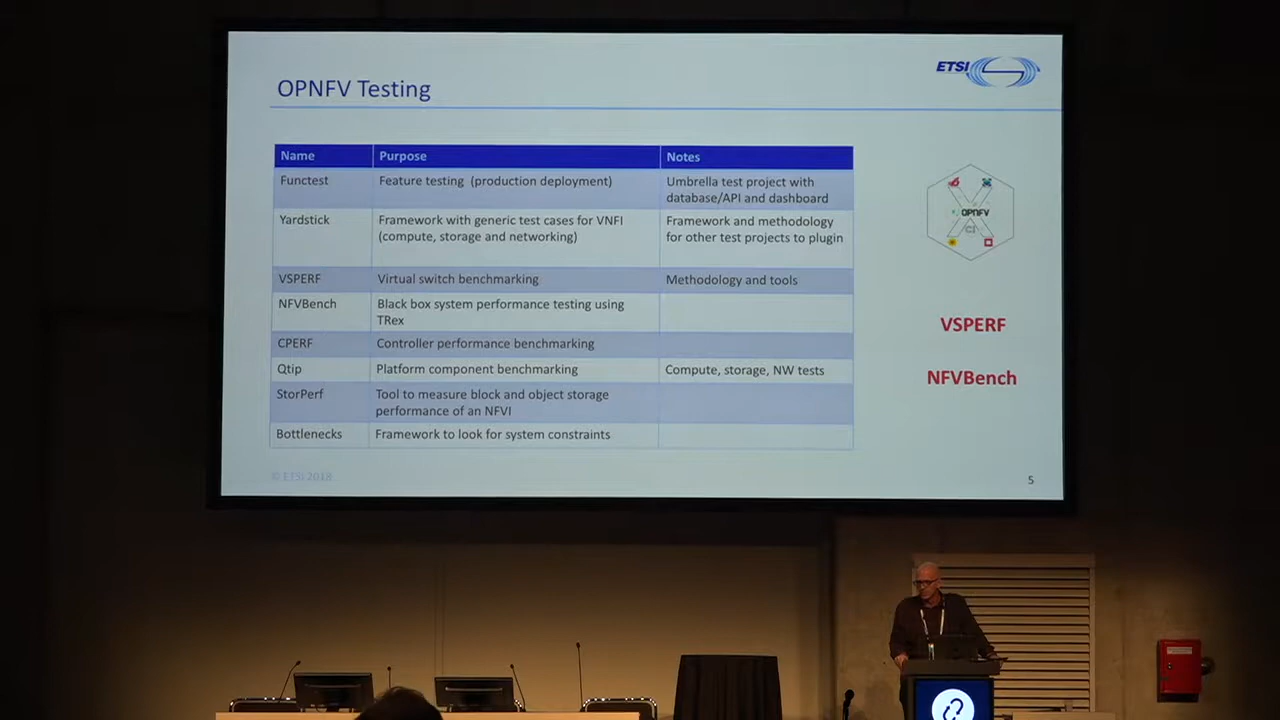 ETSI
OPNFV Testing
Name Purpose Notes
Functest Feature testing (production deployment) Umbrella test project with
database/API and dashboard
Yardstick Framework with generic test cases for VNFI Framework and methodology
(compute, storage and networking) for other test projects to plugin
VSPERF Virtual switch benchmarking Methodology and tools
NFVBench Black box system performance testing using
TRex
CPERF Controller performance benchmarking
Qtip Platform component benchmarking Compute, storage, NW tests
StorPerf Tool to measure block and object storage
performance of an NFVI
Bottlenecks Framework to look for system constraints
OPNFV
CI
VSPERF
NFVBench
© ETSI 2018
5